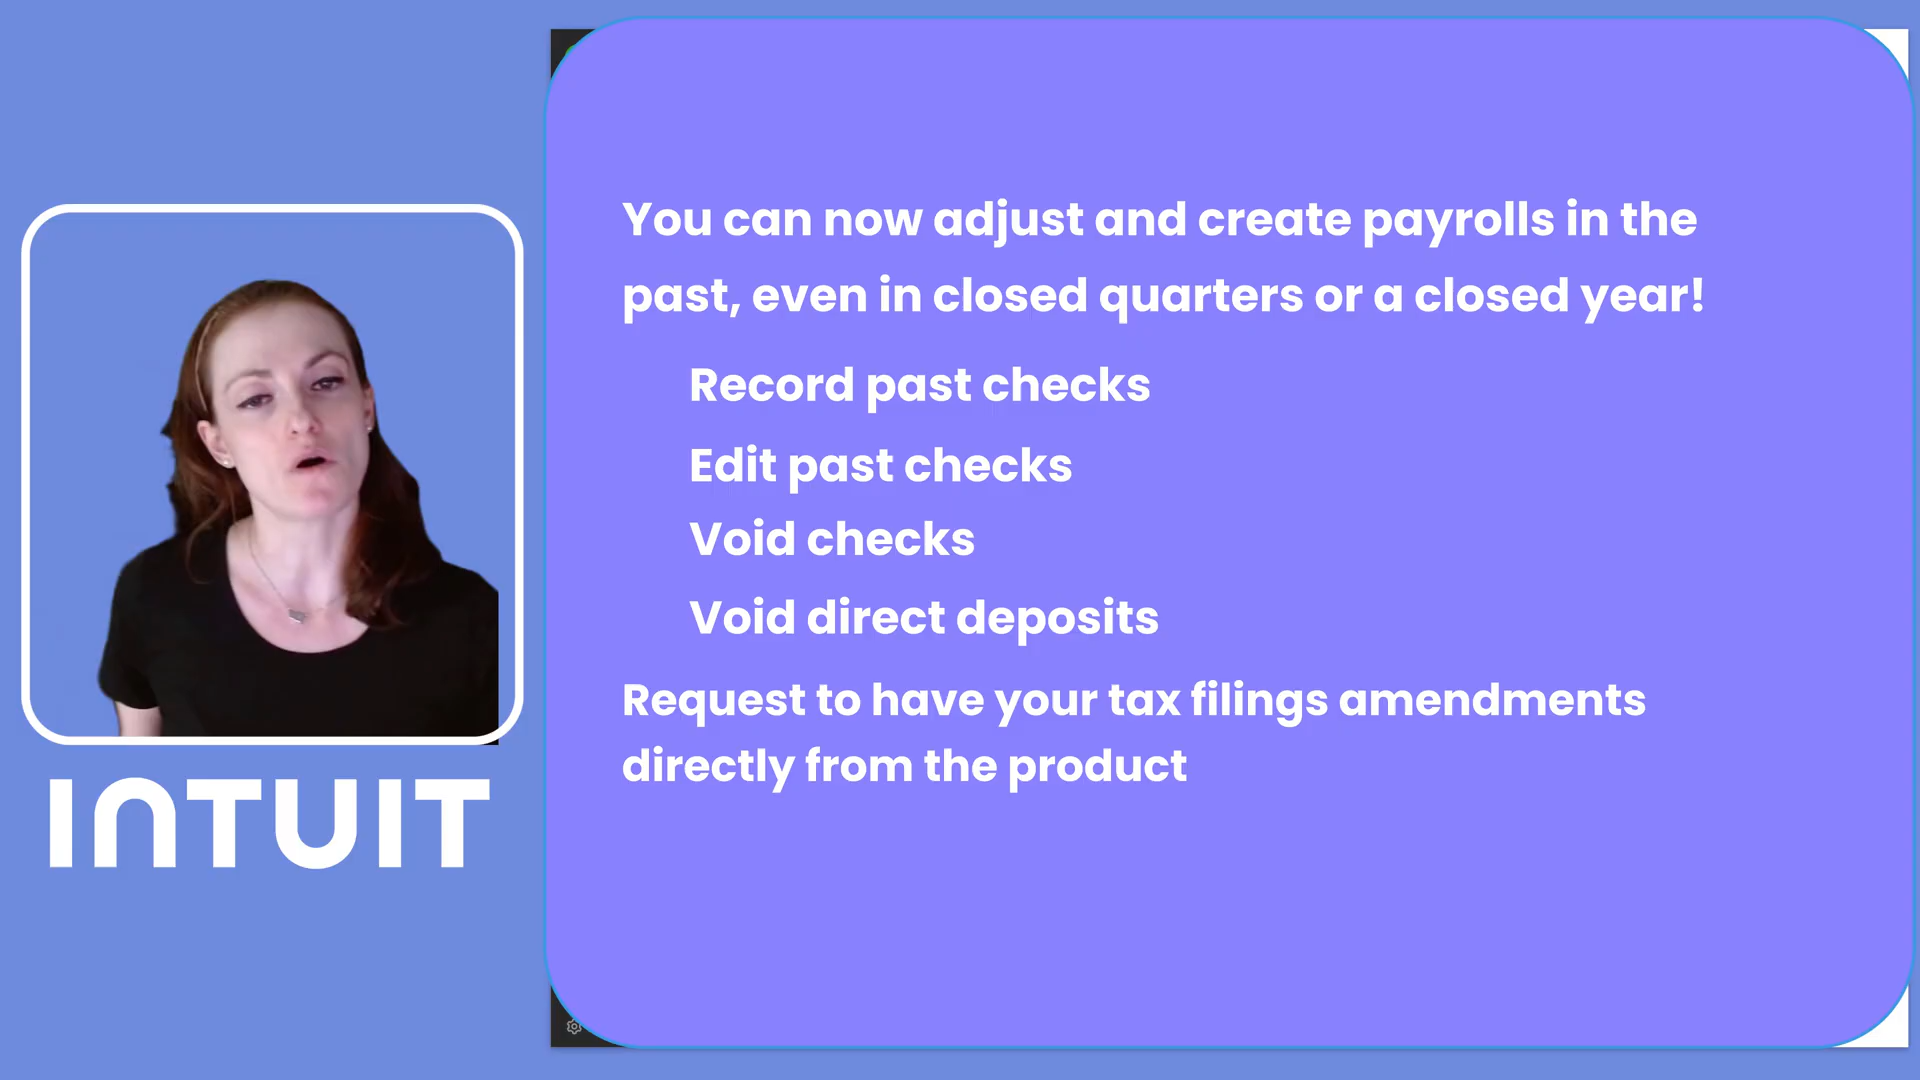 You can now adjust and create payrolls in the
past, even in closed quarters or a closed year!
Record past checks
Edit past checks
Void checks
Void direct deposits
Request to have your tax filings amendments
directly from the product
INTUIT